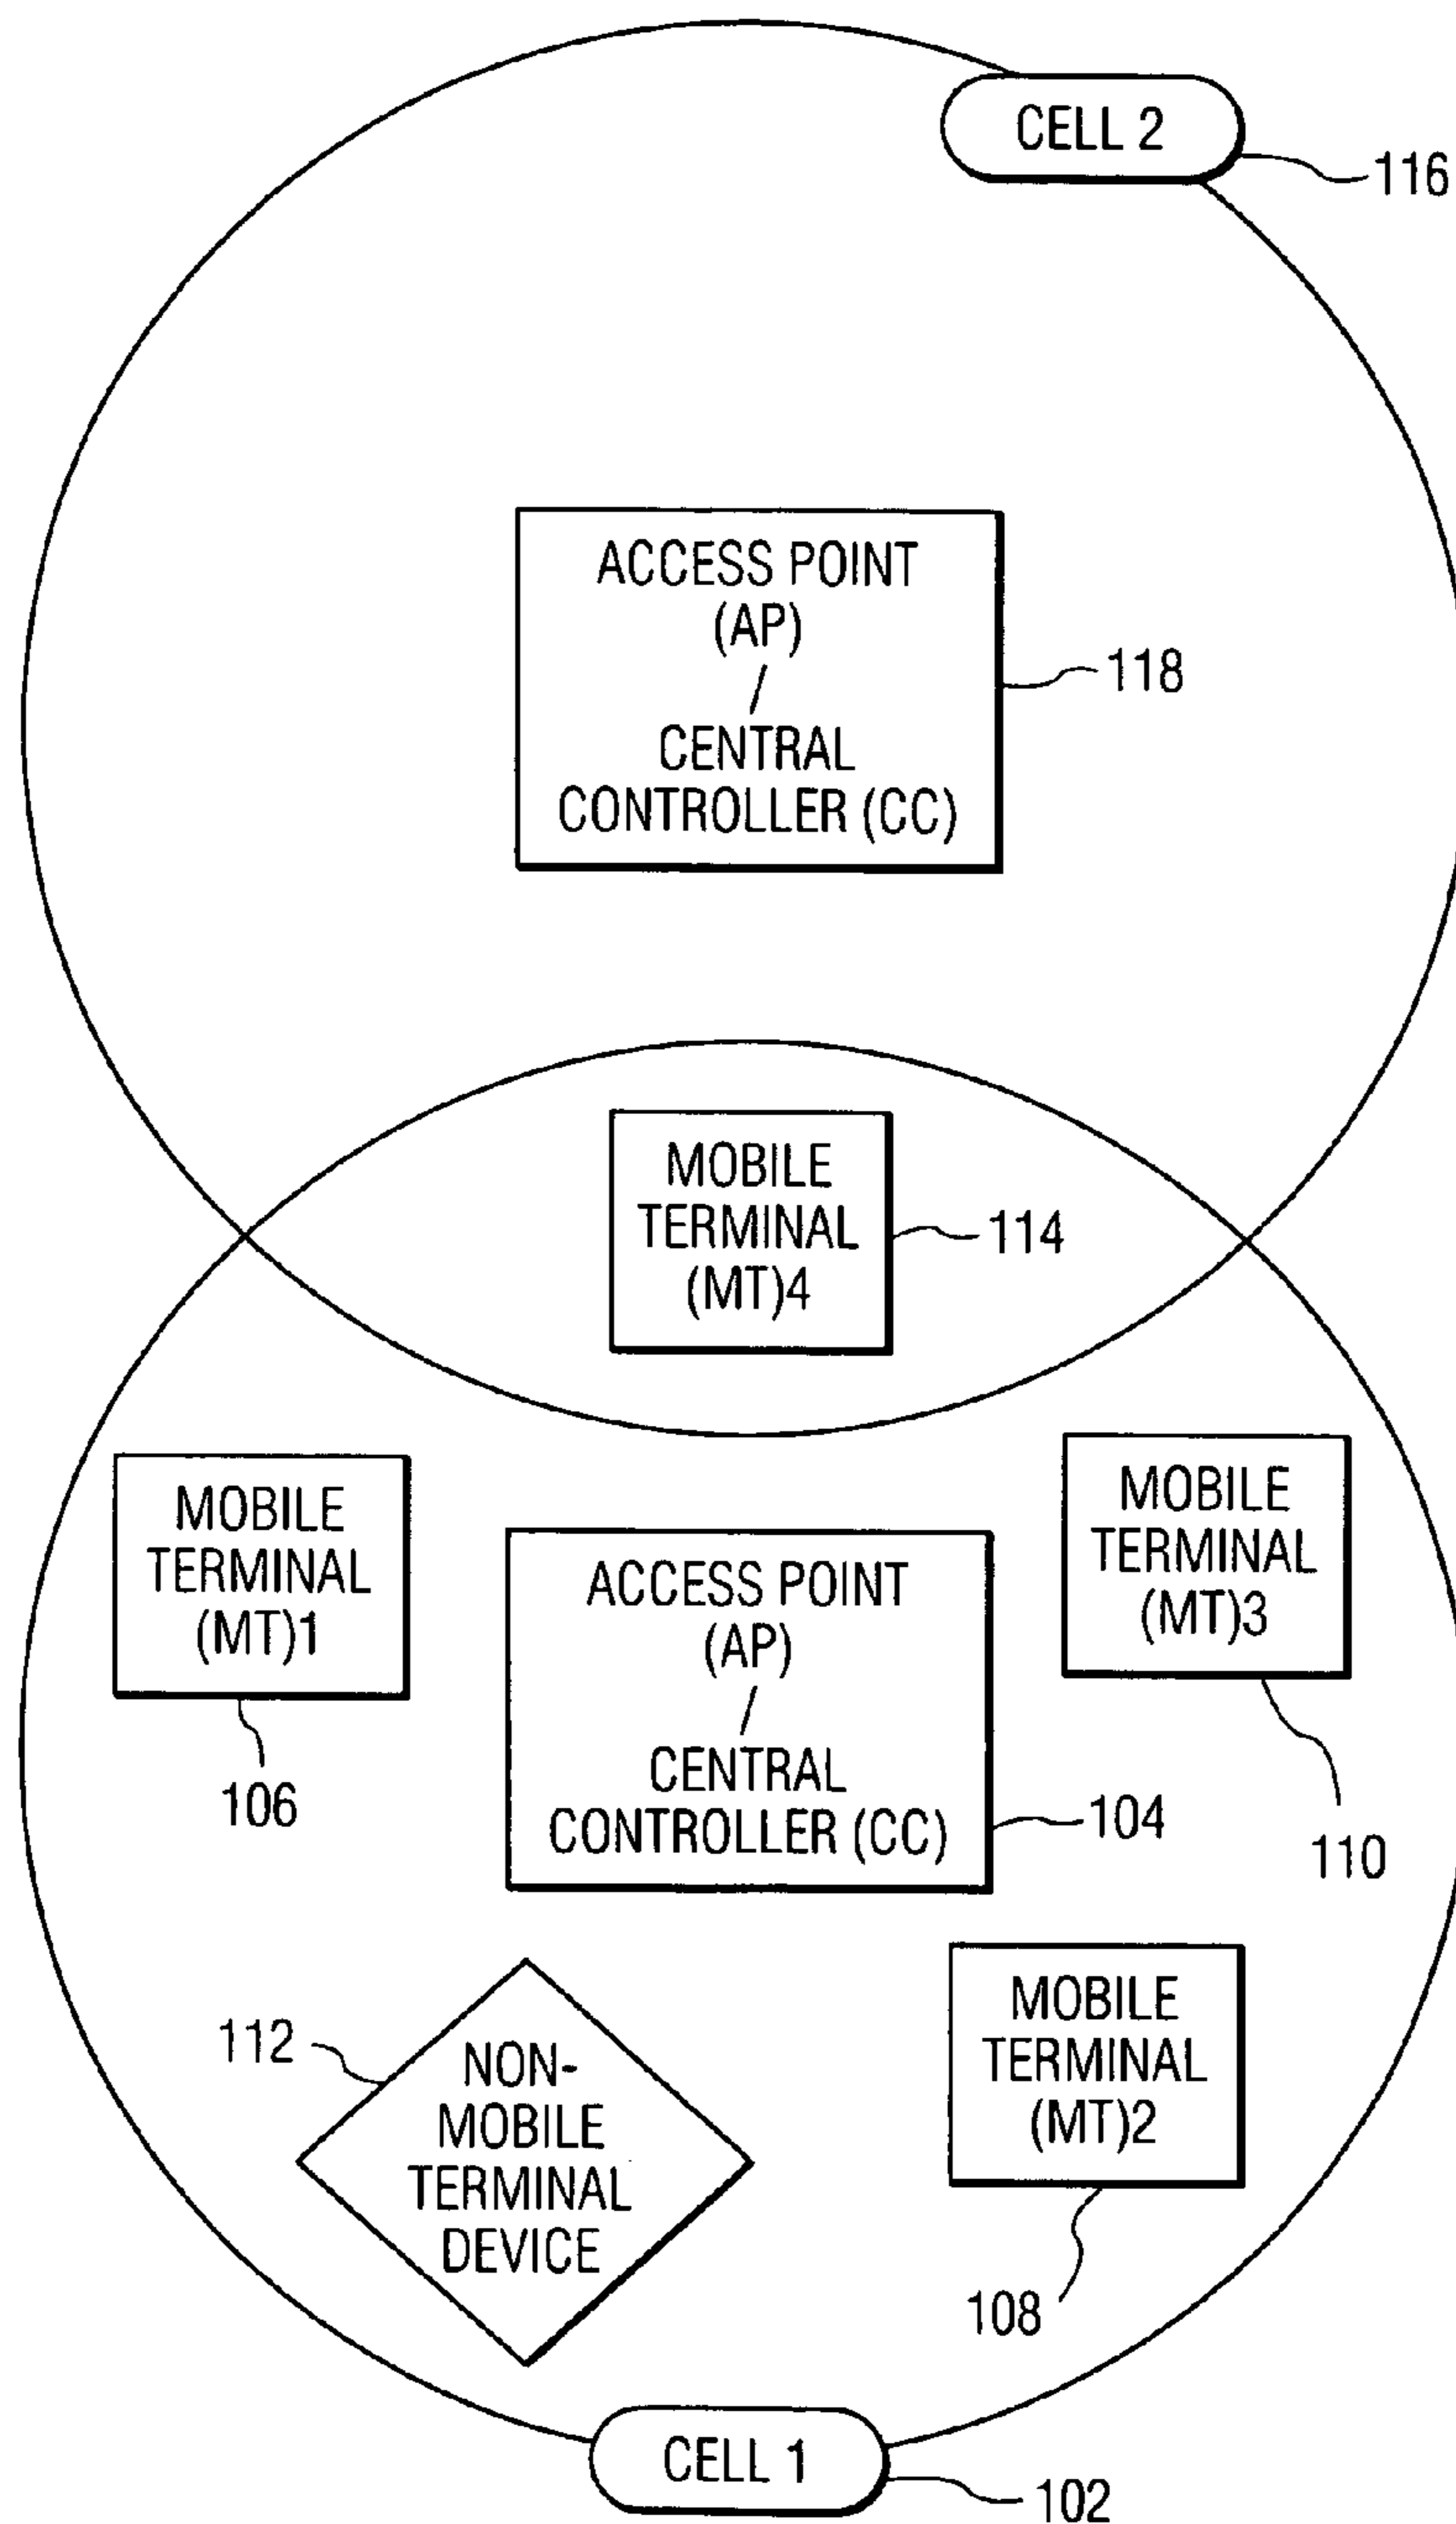 CELL 2
116
ACCESS POINT
(AP)
/
CENTRAL
CONTROLLER (CC)
118
MOBILE
TERMINAL
(MT)4
114
MOBILE
TERMINAL
(MT)1
106
MOBILE
TERMINAL
(MT)3
110
ACCESS POINT
(AP)
/
CENTRAL
CONTROLLER (CC)
104
112
NON-
MOBILE
TERMINAL
DEVICE
MOBILE
TERMINAL
(MT)2
108
CELL 1
102